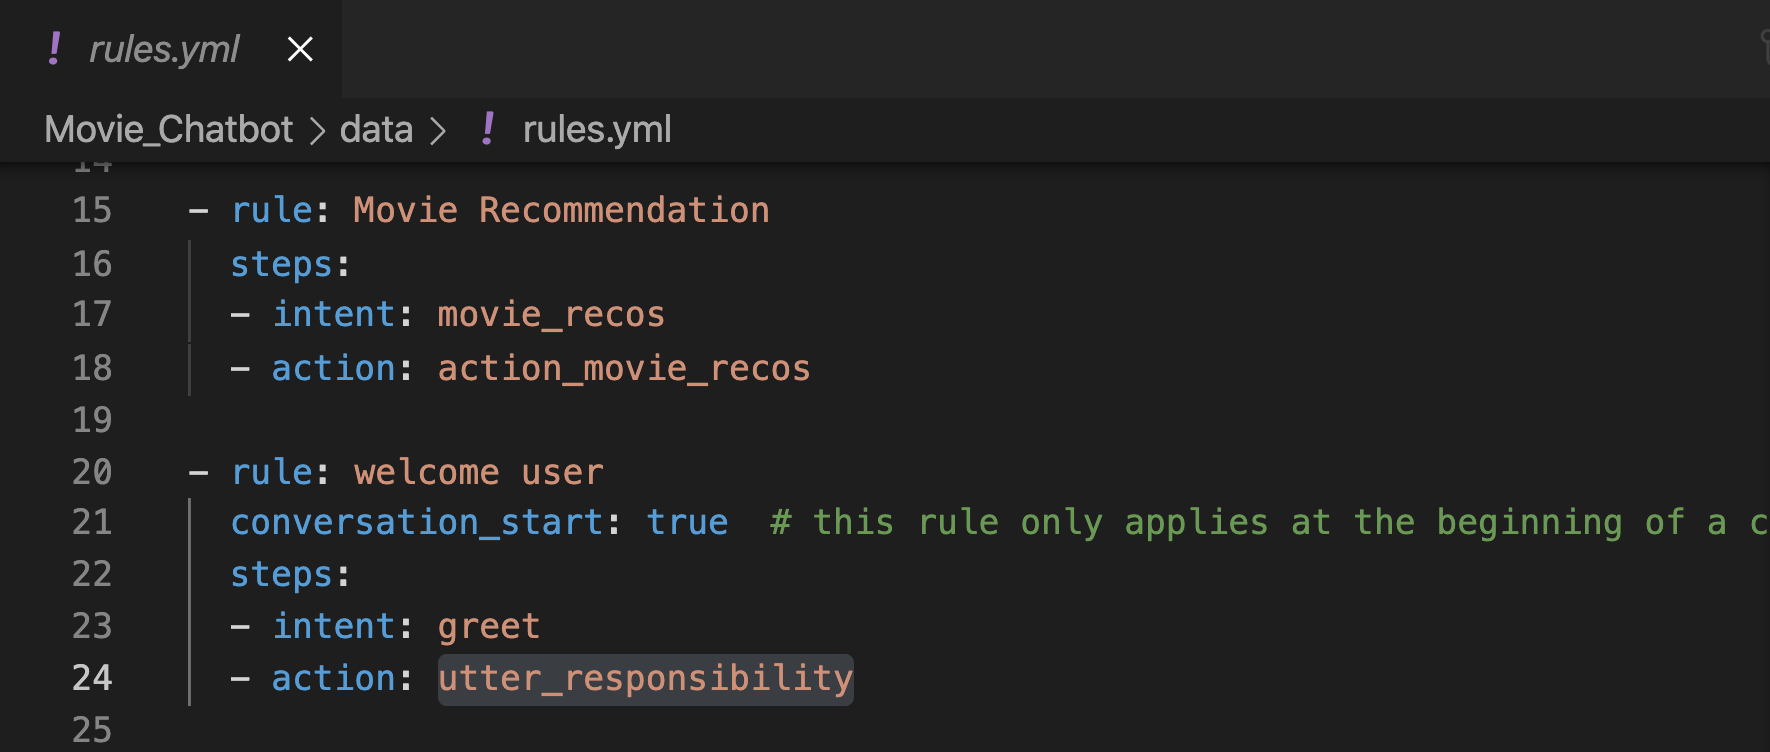 ! rules.yml ×
Movie_Chatbot > data > ! rules.yml
14
15 - rule: Movie Recommendation
16 steps:
17 - intent: movie_recos
18 - action: action_movie_recos
19
20 - rule: welcome user
21 conversation_start: true # this rule only applies at the beginning of a c
22 steps:
23 - intent: greet
24 - action: utter_responsibility
25